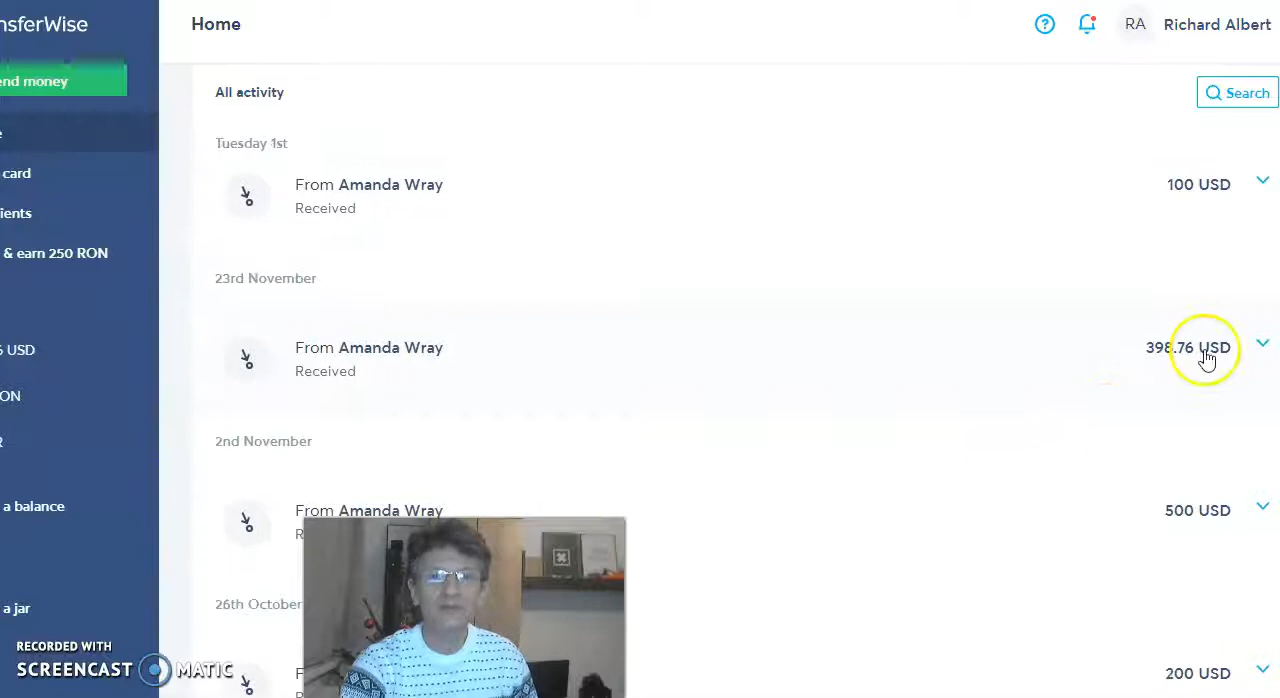 nsferWise
Home
RA
Richard Albert
end money
All activity
Search
Tuesday 1st
From Amanda Wray
100 USD
Received
card
ients
& earn 250 RON
23rd November
From Amanda Wray
398.76 USD
Received
USD
ON
R
2nd November
a balance
From Amanda Wray
500 USD
R
26th October
a jar
F
200 USD
R
RECORDED WITH
SCREENCAST MATIC